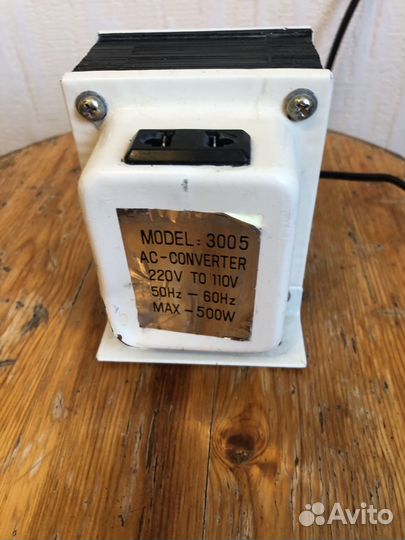 MODEL: 3005
AC-CONVERTER
220V TO 110V
50Hz - 60Hz
MAX - 500W
Avito